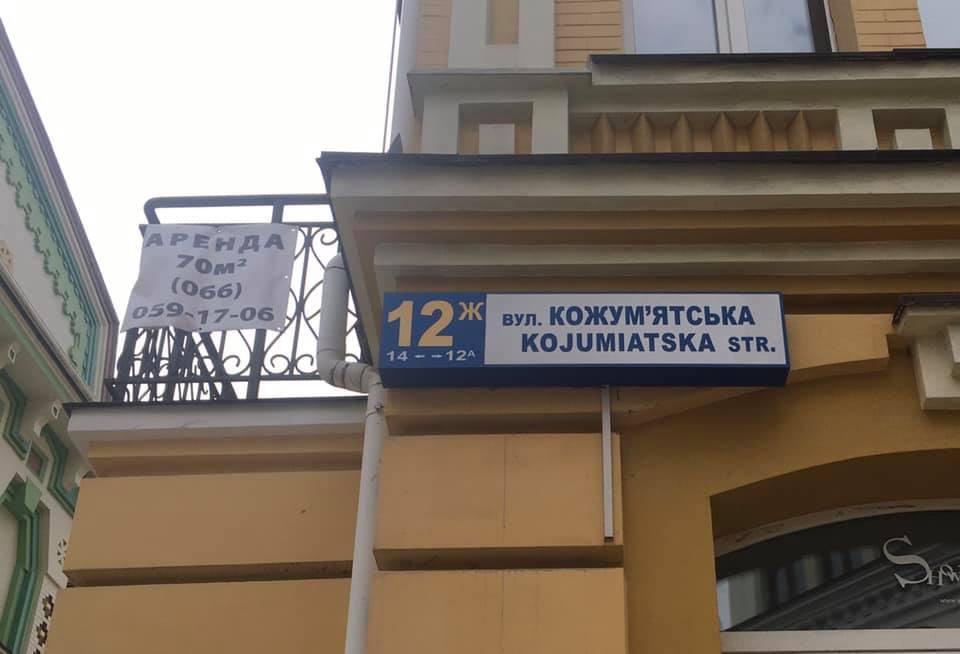 АРЕНДА
70м²
(066)
059-17-06
12Ж
14 ←→ 12А
вул. КОЖУМ'ЯТСЬКА
KOJUMIATSKA STR.